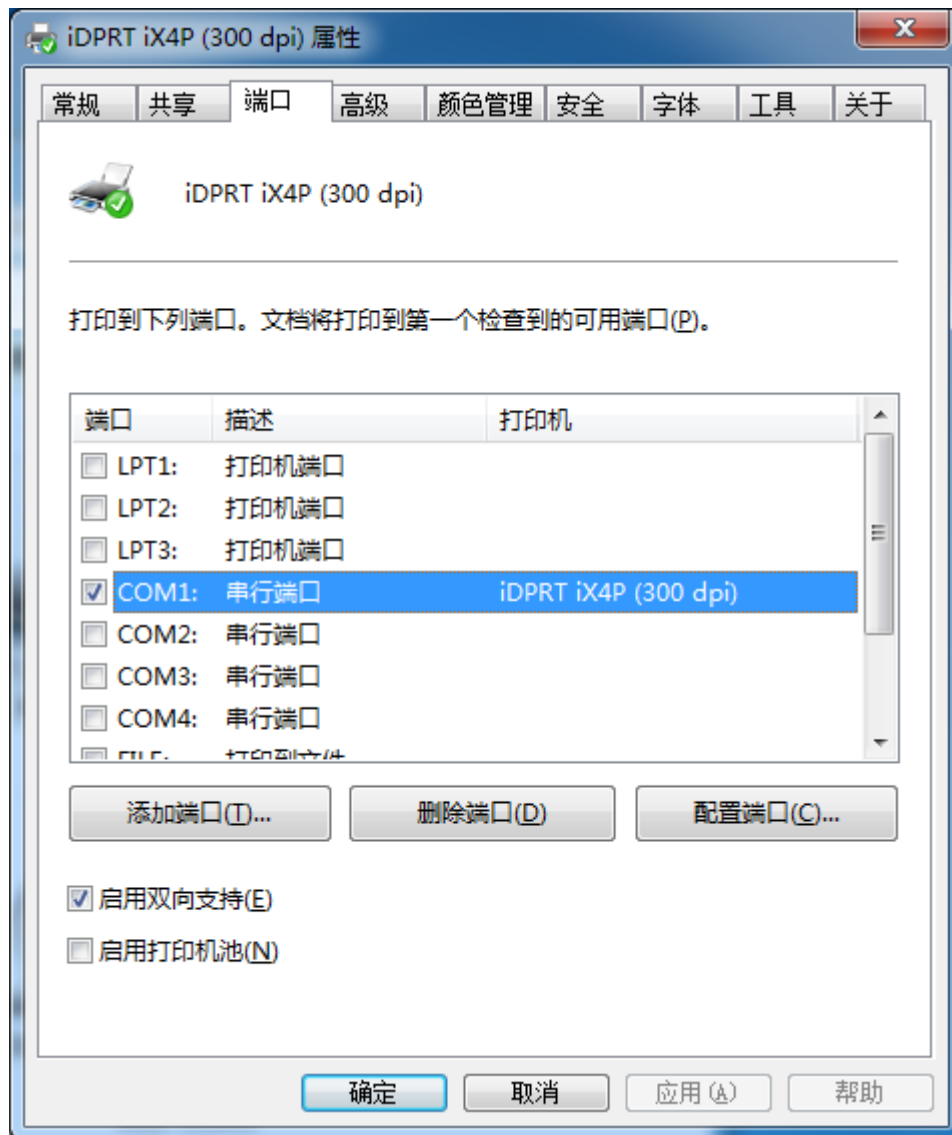 iDPRT iX4P (300 dpi) 属性
常规 共享 端口 高级 颜色管理 安全 字体 工具 关于
iDPRT iX4P (300 dpi)
打印到下列端口。文档将打印到第一个检查到的可用端口(P)。
端口 描述 打印机
LPT1: 打印机端口
LPT2: 打印机端口
LPT3: 打印机端口
COM1: 串行端口 iDPRT iX4P (300 dpi)
COM2: 串行端口
COM3: 串行端口
COM4: 串行端口
FILE: 打印到文件
添加端口(T)... 删除端口(D) 配置端口(C)...
启用双向支持(E)
启用打印机池(N)
确定 取消 应用(A) 帮助